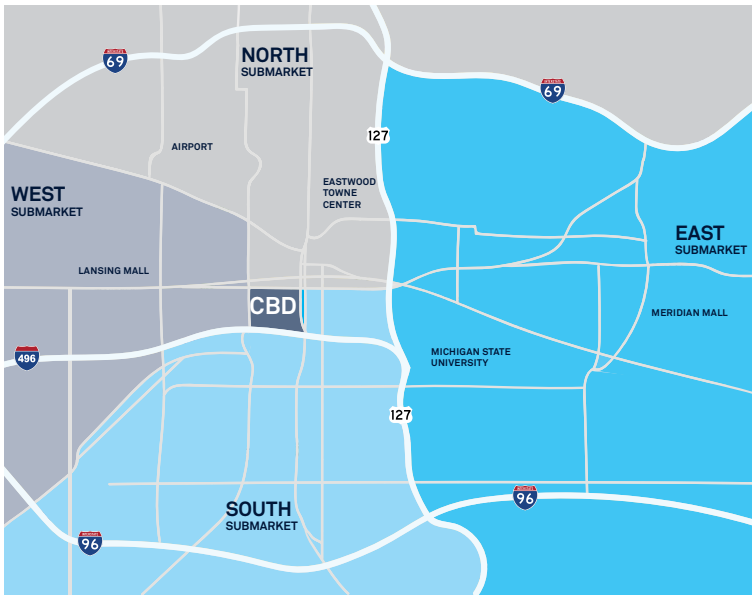 NORTH
SUBMARKET
69
69
127
AIRPORT
EASTWOOD
TOWNE
CENTER
WEST
SUBMARKET
EAST
SUBMARKET
LANSING MALL
CBD
MERIDIAN MALL
496
MICHIGAN STATE
UNIVERSITY
127
96
SOUTH
SUBMARKET
96